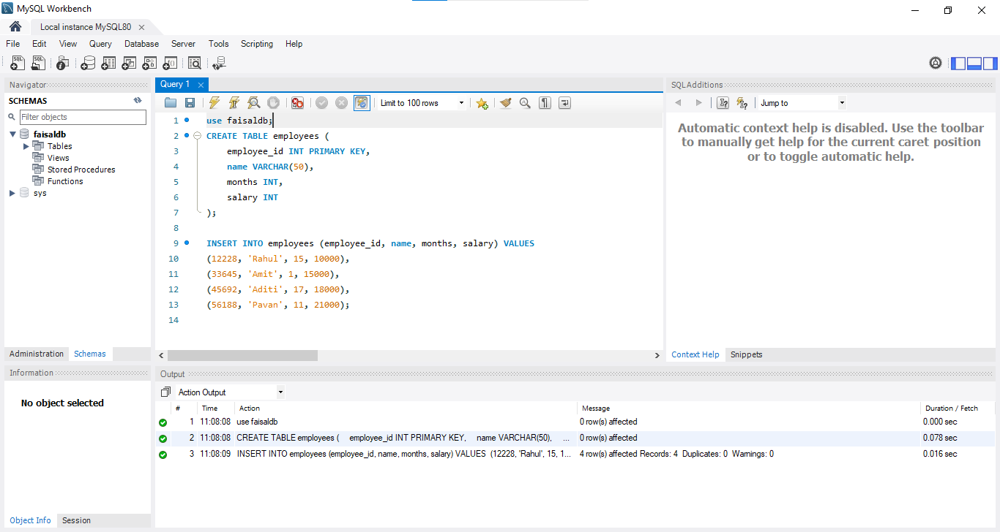 MySQL Workbench
Local instance MySQL80
File Edit View Query Database Server Tools Scripting Help
Navigator
SCHEMAS
Filter objects
faisaldb
Tables
Views
Stored Procedures
Functions
sys
Administration Schemas
Information
No object selected
Object Info Session
Query 1
Limit to 100 rows
1 use faisaldb;
2 CREATE TABLE employees (
3 employee_id INT PRIMARY KEY,
4 name VARCHAR(50),
5 months INT,
6 salary INT
7 );
8
9 INSERT INTO employees (employee_id, name, months, salary) VALUES
10 (12228, 'Rahul', 15, 10000),
11 (33645, 'Amit', 1, 15000),
12 (45692, 'Aditi', 17, 18000),
13 (56188, 'Pavan', 11, 21000);
14
SQLAdditions
Jump to
Automatic context help is disabled. Use the toolbar
to manually get help for the current caret position
or to toggle automatic help.
Context Help Snippets
Output
Action Output
# Time Action Message Duration / Fetch
1 11:08:08 use faisaldb 0 row(s) affected 0.000 sec
2 11:08:08 CREATE TABLE employees ( employee_id INT PRIMARY KEY, name VARCHAR(50), ... 0 row(s) affected 0.078 sec
3 11:08:09 INSERT INTO employees (employee_id, name, months, salary) VALUES (12228, 'Rahul', 15, 1... 4 row(s) affected Records: 4 Duplicates: 0 Warnings: 0 0.016 sec